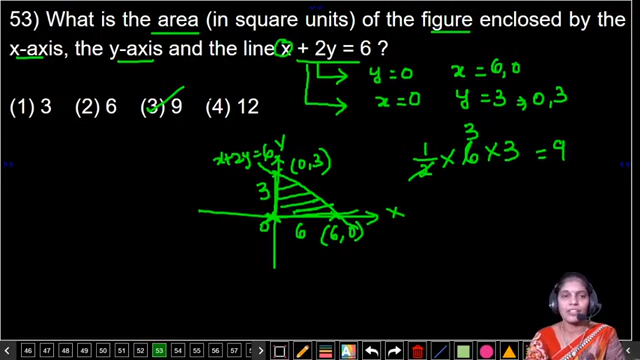 53) What is the area (in square units) of the figure enclosed by the
x-axis, the y-axis and the line x + 2y = 6 ?
y=0 x=6,0
x=0 y=3 ⇒0,3
(1) 3 (2) 6 (3) 9 (4) 12
1/2 × 6 3 × 3 = 9
x+2y=6 y (0,3)
3
x
0 6 (6,0)
46 47 48 49 50 51 52 53 54 55 56 57 58 59 60